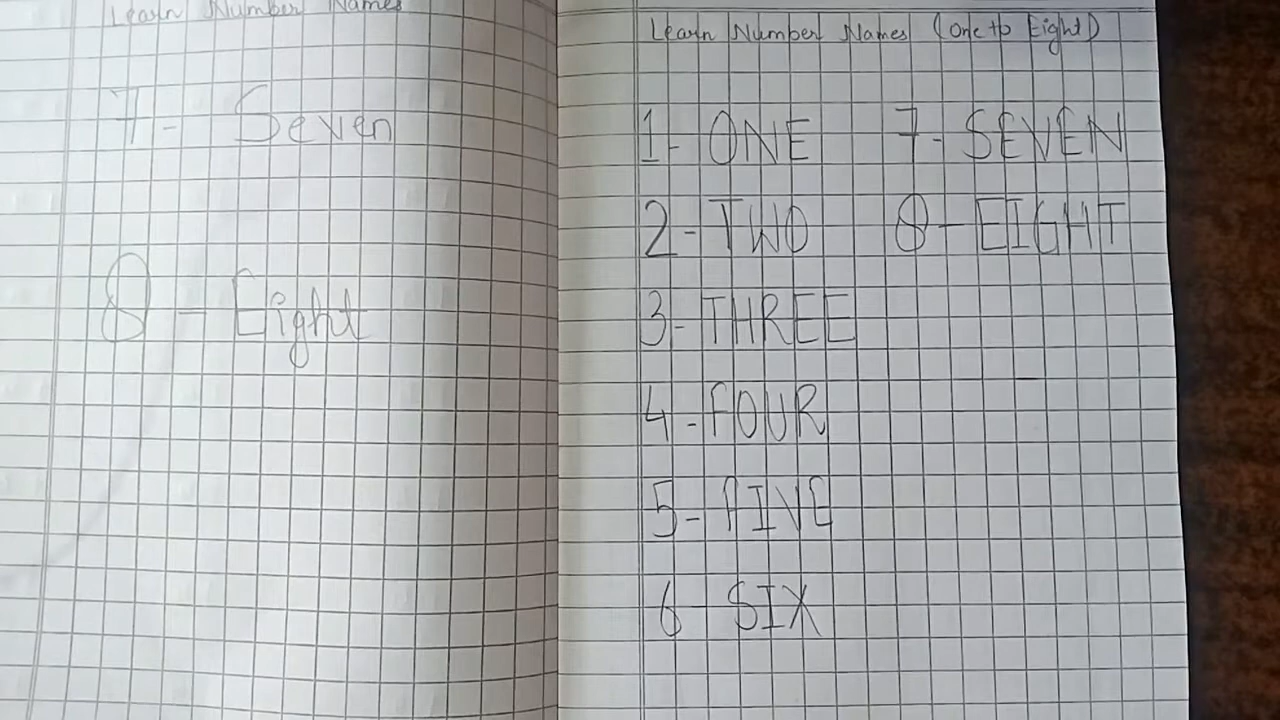 Learn Number Names
7- Seven
8 - Eight
Learn Number Names (One to Eight)
1- ONE 7- SEVEN
2- TWO 8- EIGHT
3- THREE
4- FOUR
5- FIVE
6 SIX